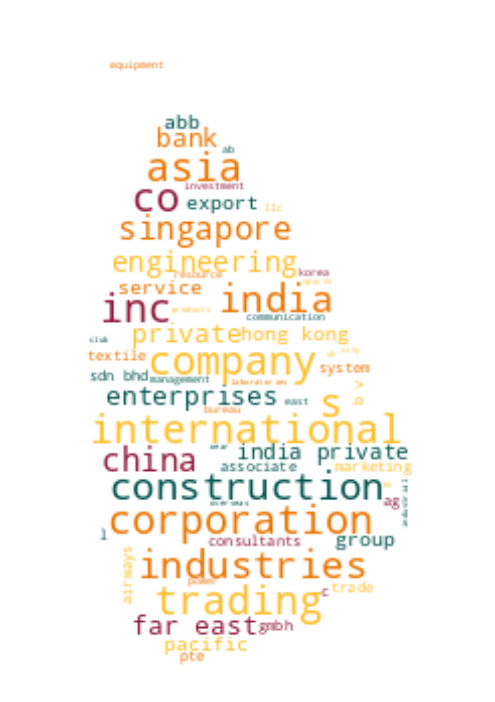 equipment
abb
bank
ab
asia
investment
co export llc
singapore
engineering
resource korea
service sports
inc india
products communication
private hong kong
club
textile company system
sdn bhd management laboratories
enterprises east s b v
bureau
international
china india private
associate marketing
construction
ag industrial
overseas
corporation
l consultants group
industries
airways power
trading c trade
far east gmbh
pacific
pte